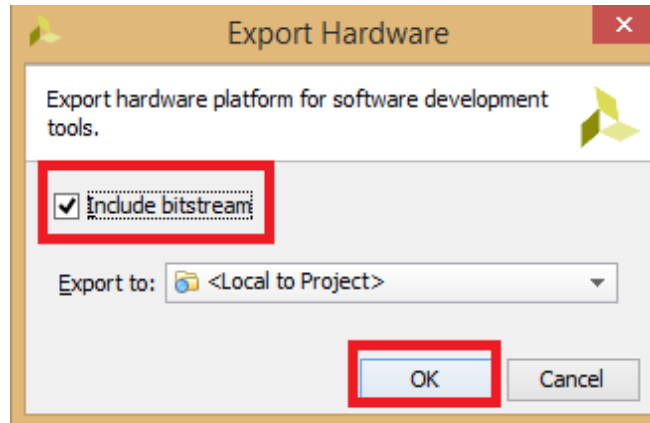 Export Hardware
Export hardware platform for software development
tools.
Include bitstream
Export to: <Local to Project>
OK Cancel